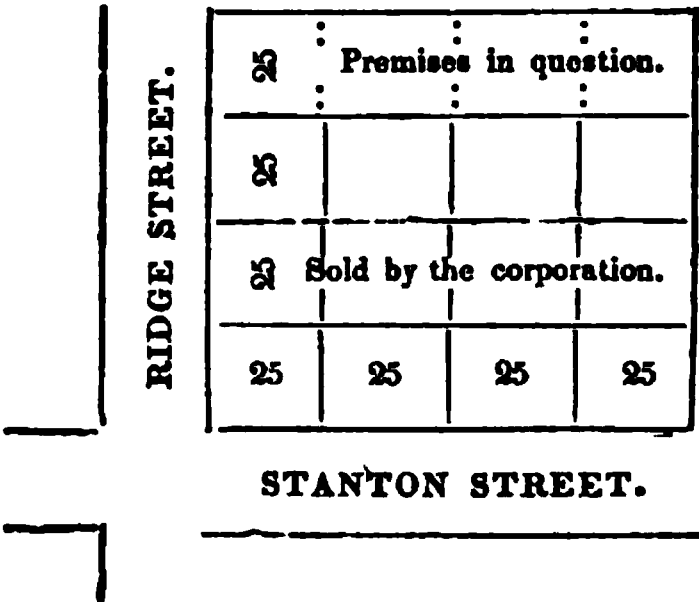 RIDGE STREET.
25 Premises in question.
25
25 Sold by the corporation.
25 25 25 25
STANTON STREET.